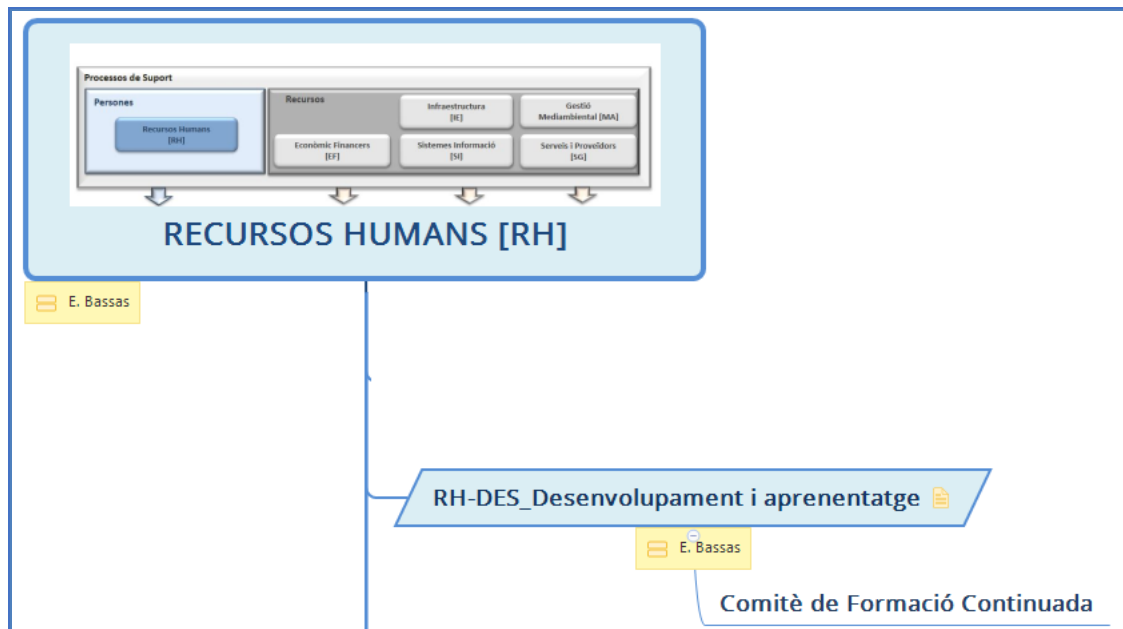 Processos de Suport
Persones
Recursos Humans
[RH]
Recursos
Infraestructura
[IE]
Gestió
Mediambiental [MA]
Econòmic Financers
[EF]
Sistemes Informació
[SI]
Serveis i Proveïdors
[SG]
RECURSOS HUMANS [RH]
E. Bassas
RH-DES_Desenvolupament i aprenentatge
E. Bassas
Comitè de Formació Continuada